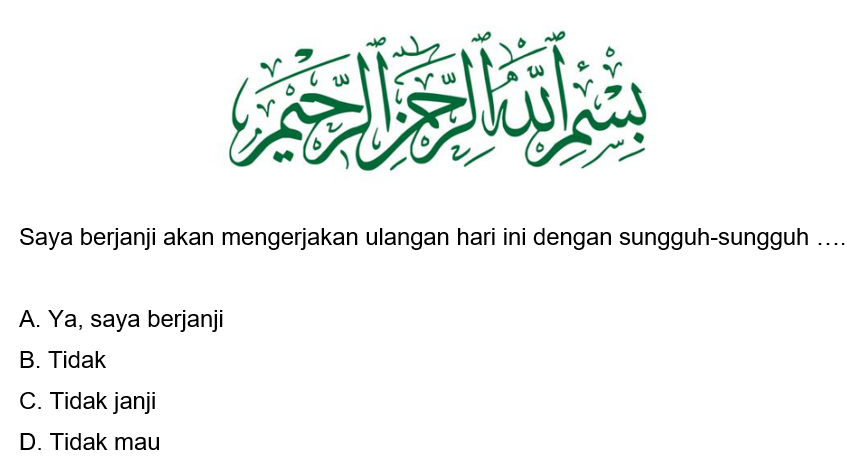 بِسْمِ اللَّهِ الرَّحْمَٰنِ الرَّحِيمِ
Saya berjanji akan mengerjakan ulangan hari ini dengan sungguh-sungguh ….
A. Ya, saya berjanji
B. Tidak
C. Tidak janji
D. Tidak mau